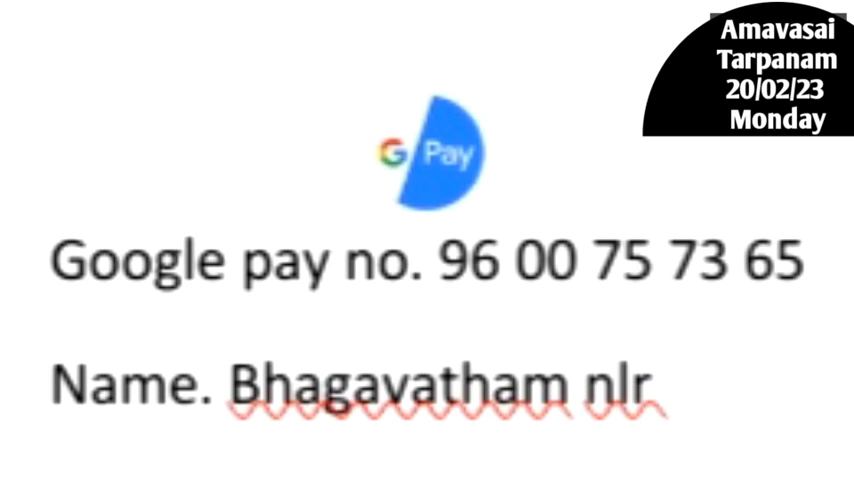 Amavasai
Tarpanam
20/02/23
Monday
G Pay
Google pay no. 96 00 75 73 65
Name. Bhagavatham nlr